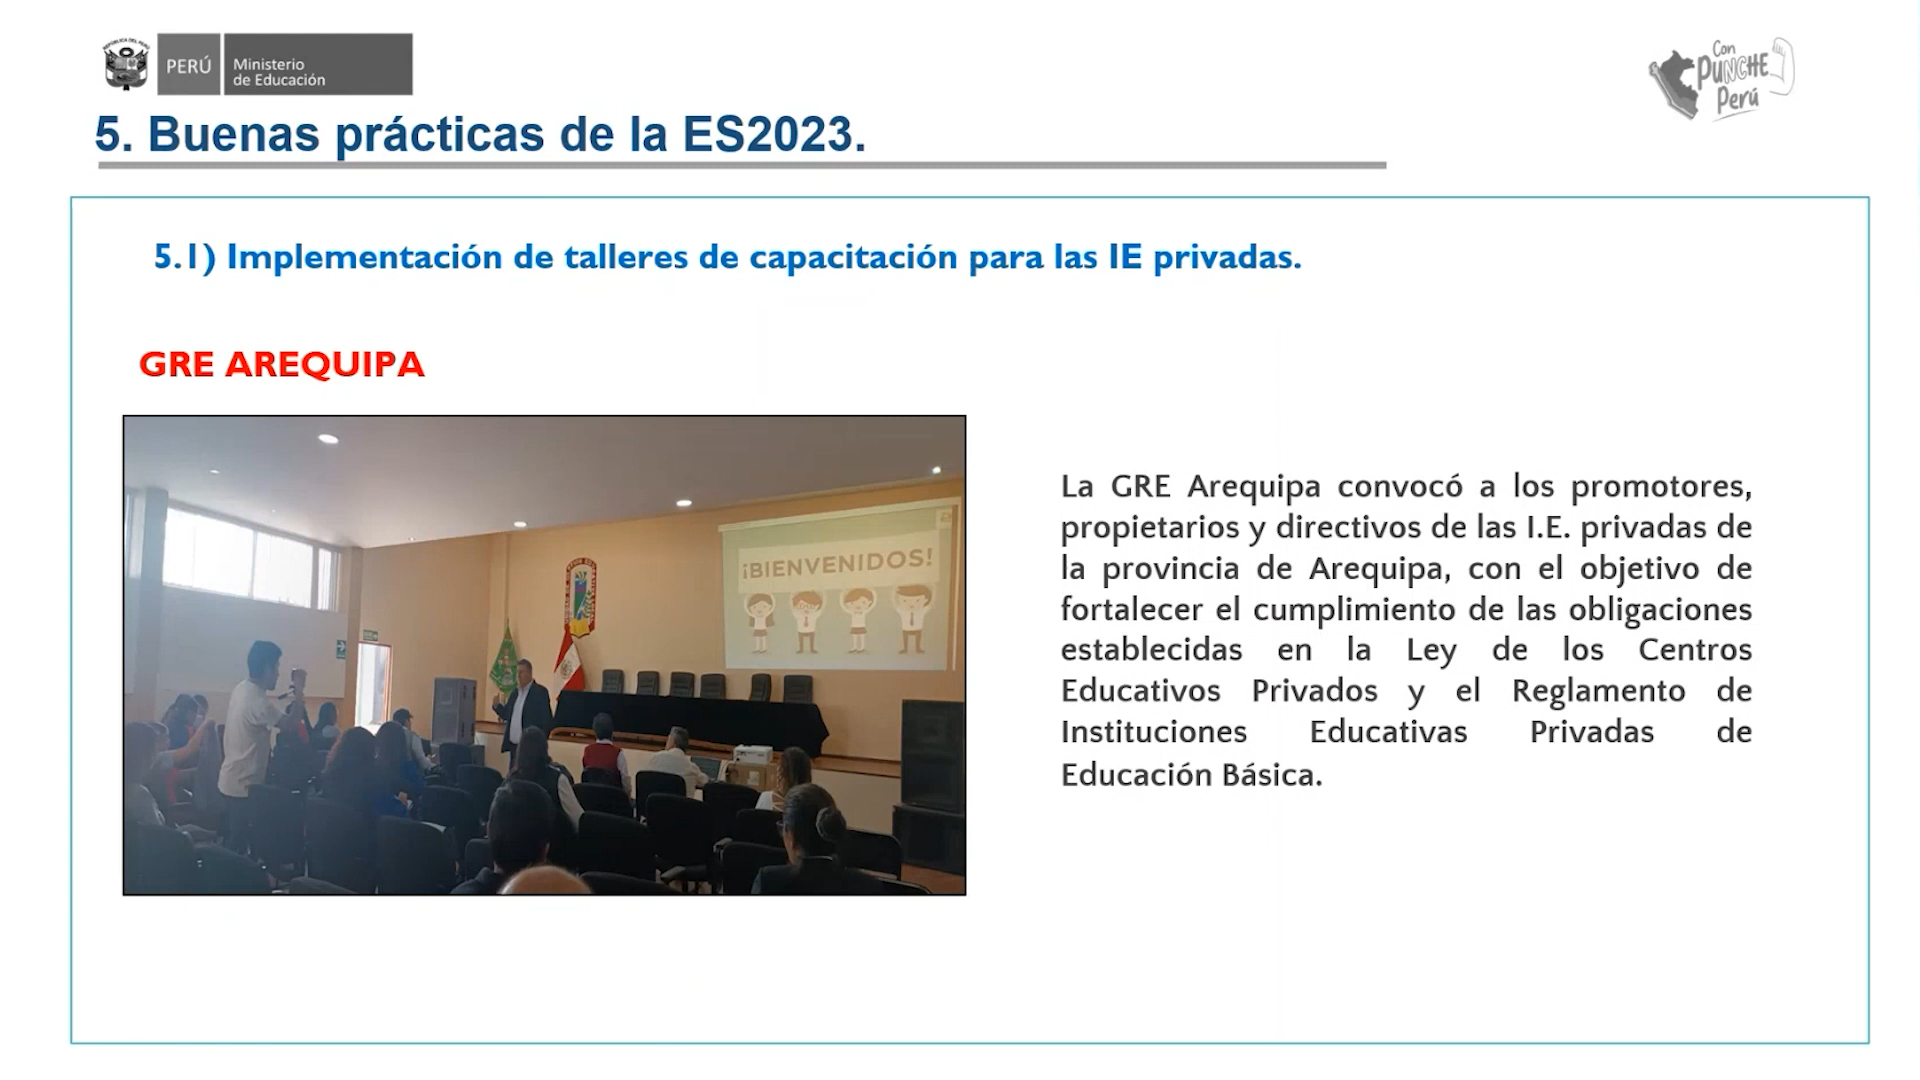 PERÚ
Ministerio
de Educación
Con
PUNCHE
Perú
5. Buenas prácticas de la ES2023.
5.1) Implementación de talleres de capacitación para las IE privadas.
GRE AREQUIPA
¡BIENVENIDOS!
La GRE Arequipa convocó a los promotores,
propietarios y directivos de las I.E. privadas de
la provincia de Arequipa, con el objetivo de
fortalecer el cumplimiento de las obligaciones
establecidas en la Ley de los Centros
Educativos Privados y el Reglamento de
Instituciones Educativas Privadas de
Educación Básica.